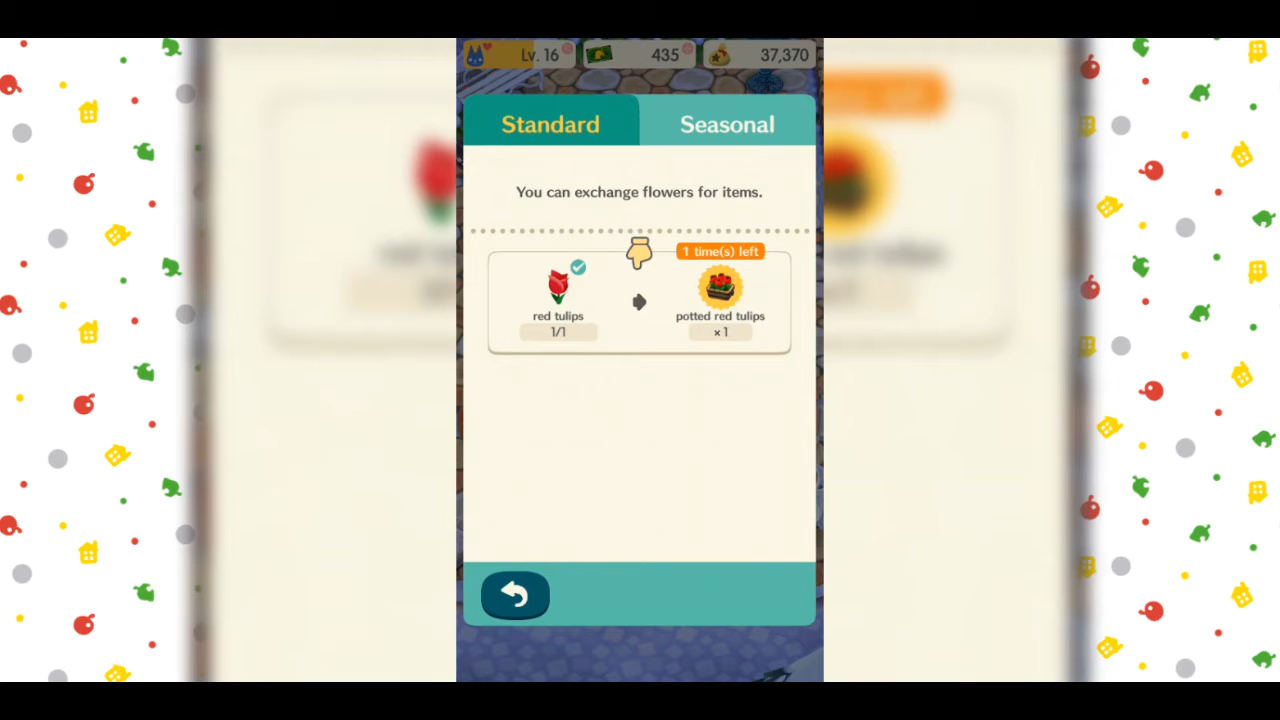 Lv. 16 435 37,370
Standard Seasonal
You can exchange flowers for items.
1 time(s) left
red tulips potted red tulips
1/1 ×1